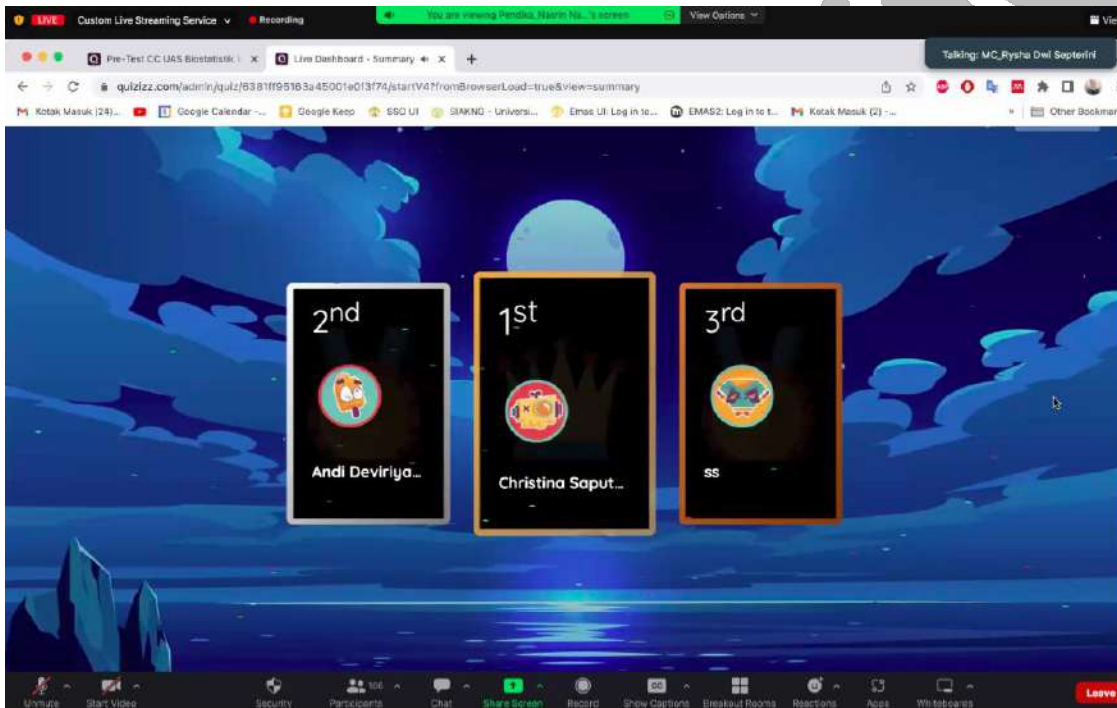 LIVE Custom Live Streaming Service Recording You are viewing Pendika_Nasrin Na...'s screen View Options Vie
Talking: MC_Rysha Dwi Septerini
Pre-Test CC UAS Biostatistik Live Dashboard - Summary
quizizz.com/admin/quiz/6381ff95163a45001e0f3f74/startV4?fromBrowserLoad=true&view=summary
Kotak Masuk (24)... Google Calendar -... Google Keep SSO UI SIAKNG - Universi... Emas UI: Log in to... EMAS2: Log in to t... Kotak Masuk (2) -... » Other Bookmar
2nd
Andi Deviriya...
1st
Christina Saput...
3rd
ss
Unmute Start Video Security 106 Participants Chat Share Screen Record CC Show Captions Breakout Rooms Reactions Apps Whiteboards Leave